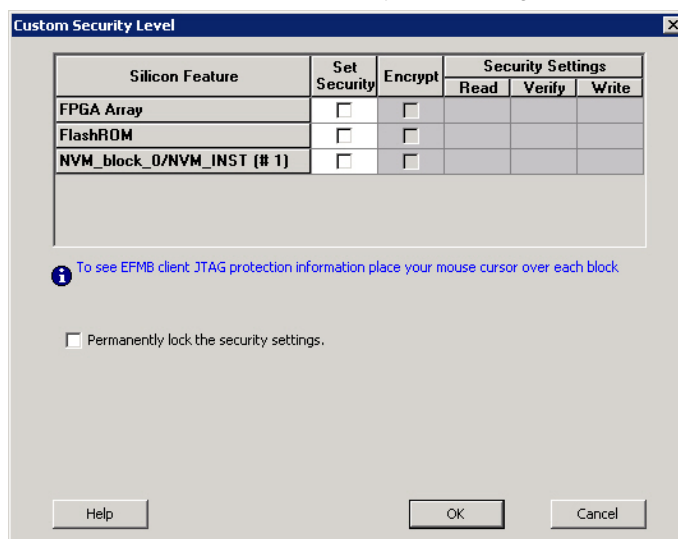 Custom Security Level
Silicon Feature
Set Security
Encrypt
Security Settings
Read Verify Write
FPGA Array
FlashROM
NVM_block_0/NVM_INST (# 1)
To see EFMB client JTAG protection information place your mouse cursor over each block
Permanently lock the security settings.
Help OK Cancel